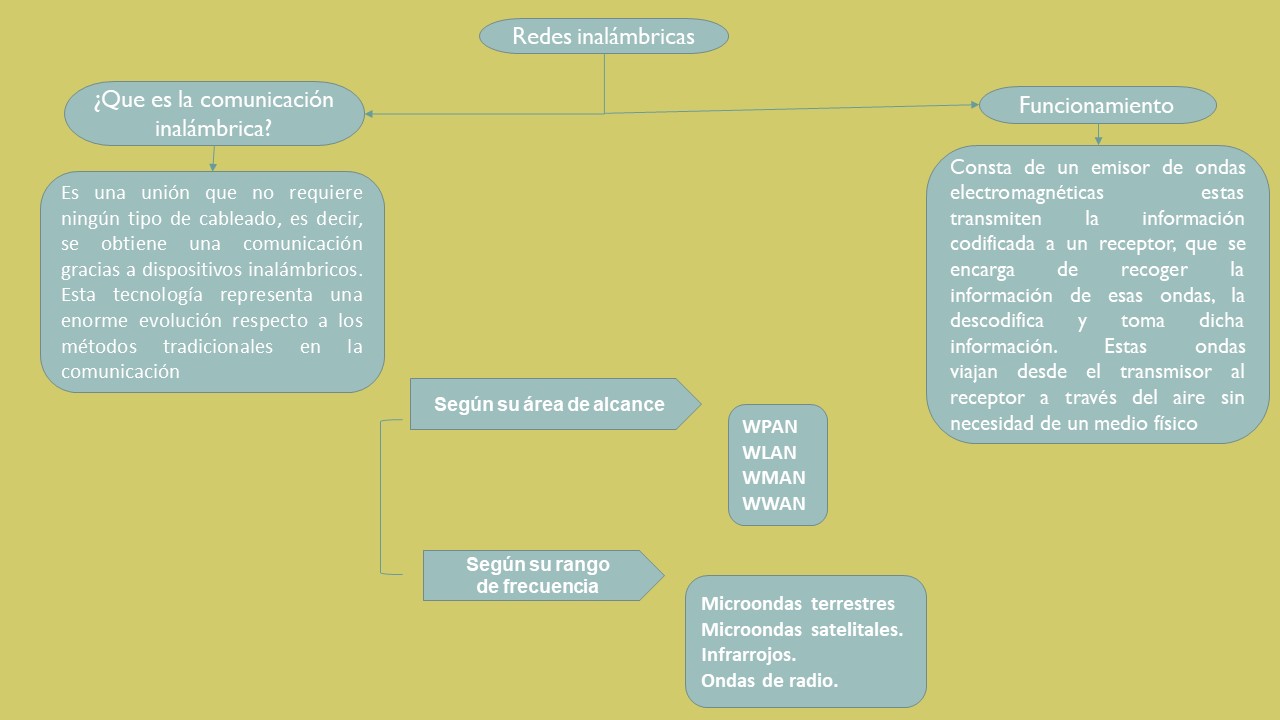 Redes inalámbricas
¿Que es la comunicación
inalámbrica?
Es una unión que no requiere
ningún tipo de cableado, es decir,
se obtiene una comunicación
gracias a dispositivos inalámbricos.
Esta tecnología representa una
enorme evolución respecto a los
métodos tradicionales en la
comunicación
Funcionamiento
Consta de un emisor de ondas
electromagnéticas estas
transmiten la información
codificada a un receptor, que se
encarga de recoger la
información de esas ondas, la
descodifica y toma dicha
información. Estas ondas
viajan desde el transmisor al
receptor a través del aire sin
necesidad de un medio físico
Según su área de alcance
WPAN
WLAN
WMAN
WWAN
Según su rango
de frecuencia
Microondas terrestres
Microondas satelitales.
Infrarrojos.
Ondas de radio.